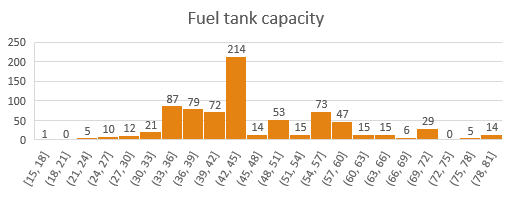 Fuel tank capacity
250
200
150
100
50
0
1 0 5 10 12 21 87 79 72 214 14 53 15 73 47 15 15 6 29 0 5 14
[15, 18] (18, 21] (21, 24] (24, 27] (27, 30] (30, 33] (33, 36] (36, 39] (39, 42] (42, 45] (45, 48] (48, 51] (51, 54] (54, 57] (57, 60] (60, 63] (63, 66] (66, 69] (69, 72] (72, 75] (75, 78] (78, 81]